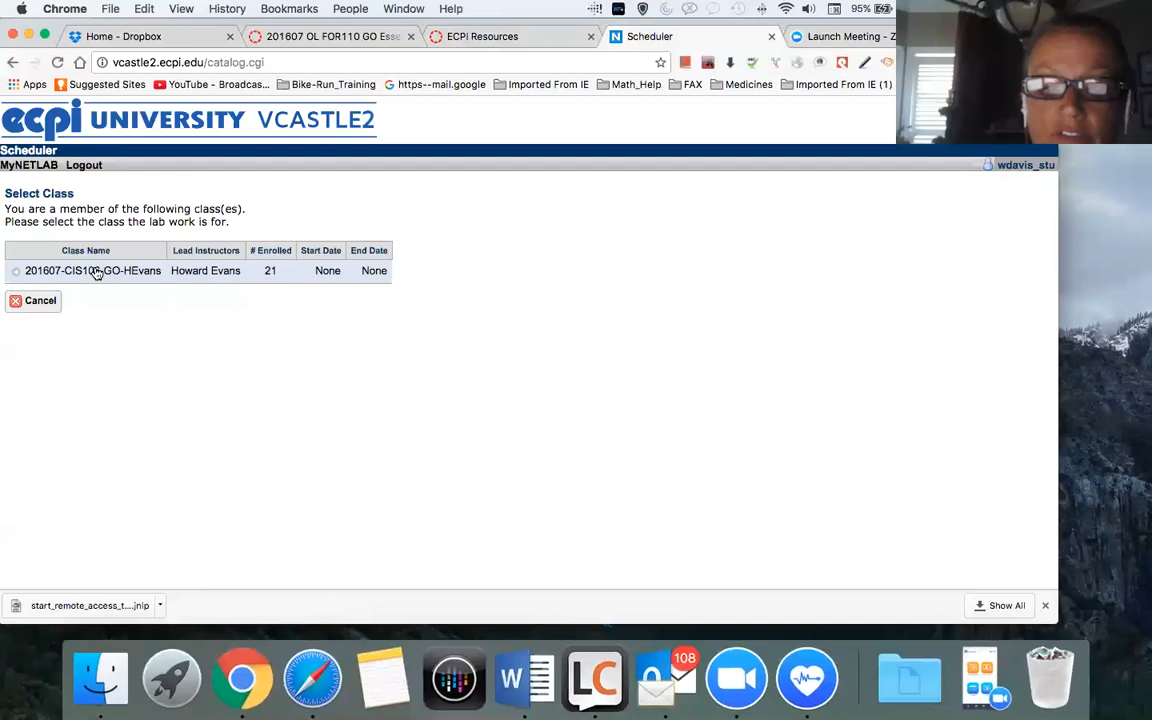 Chrome File Edit View History Bookmarks People Window Help 95%
Home - Dropbox 201607 OL FOR110 GO Esse ECPI Resources Scheduler Launch Meeting - Z
vcastle2.ecpi.edu/catalog.cgi
Apps Suggested Sites YouTube - Broadcas... Bike-Run_Training https--mail.google Imported From IE Math_Help FAX Medicines Imported From IE (1)
ecpi UNIVERSITY VCASTLE2
Scheduler
MyNETLAB Logout wdavis_stu
Select Class
You are a member of the following class(es).
Please select the class the lab work is for.
Class Name Lead Instructors # Enrolled Start Date End Date
Howard Evans 21 None None
Cancel
start_remote_access_t....jnlp Show All
W LC 108